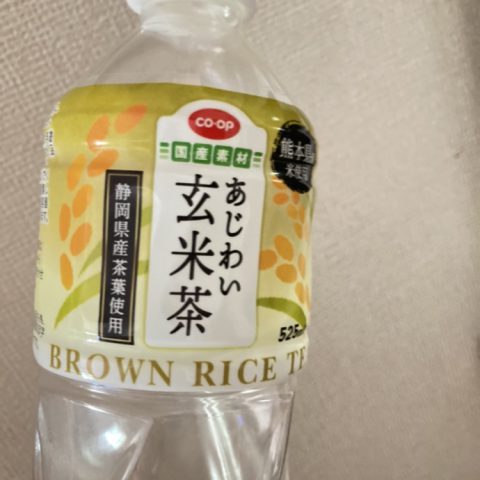 CO·OP
国産素材
熊本県
米使用
あじわい
玄米茶
静岡県産茶葉使用
525
BROWN RICE TE